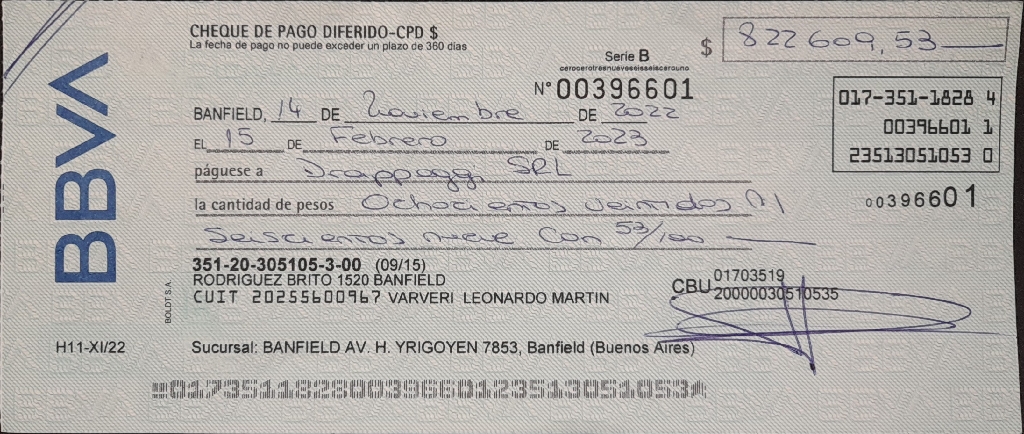 BBVA
CHEQUE DE PAGO DIFERIDO-CPD $
La fecha de pago no puede exceder un plazo de 360 días
$ 822609,53
Serie B
cerocerotresnuevesseisseiscerouno
N° 00396601
017-351-1828 4
00396601 1
23513051053 0
BANFIELD, 14 DE Noviembre DE 2022
EL 15 DE Febrero DE 2023
páguese a Drappagg SRL
00396601
la cantidad de pesos Ochocientos veintidos Mil
Seiscientos nueve con 53/100
351-20-305105-3-00 (09/15)
RODRIGUEZ BRITO 1520 BANFIELD
CUIT 20255600967 VARVERI LEONARDO MARTIN
CBU 01703519
20000030510535
BOLDT S.A.
H11-XI/22
Sucursal: BANFIELD AV. H. YRIGOYEN 7853, Banfield (Buenos Aires)
01735118280039660123513051053